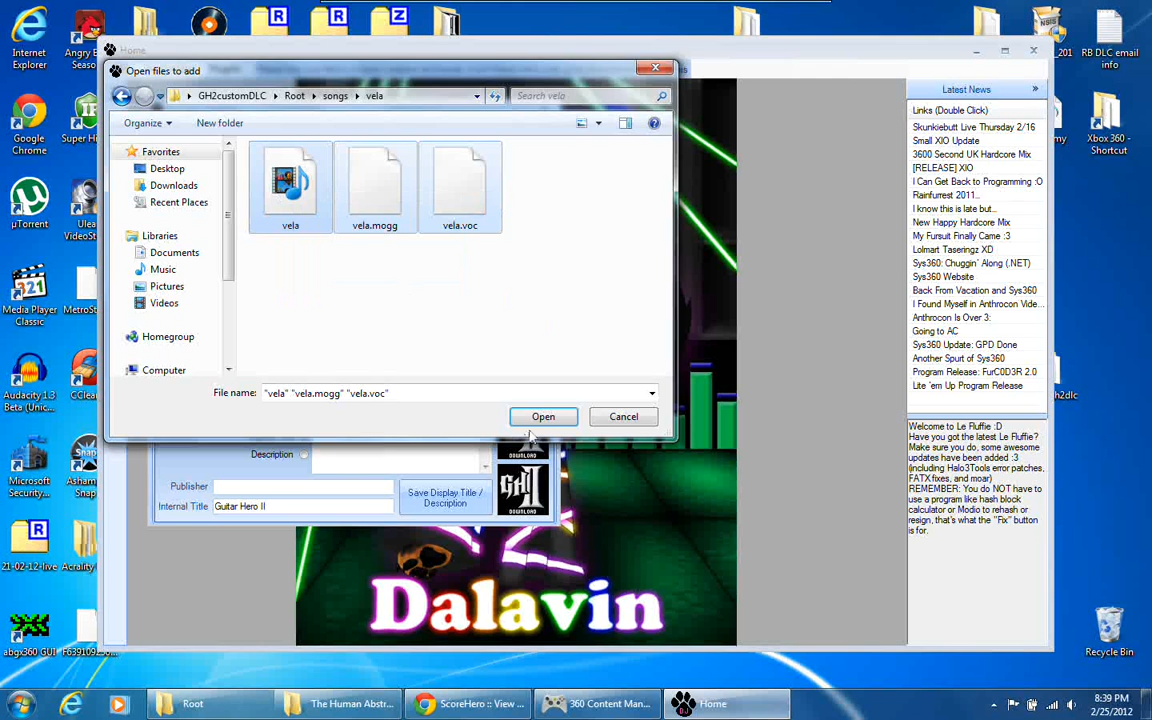 Internet
Explorer
Angry B
Season
RB DLC email
info
Google
Chrome
Super H
Xbox 360 -
Shortcut
µTorrent
Ulea
VideoSt
Media Player
Classic
MetroSt
Audacity 1.3
Beta (Unic...
CClea
Microsoft
Security...
Asham
Snap
21-02-12-live
Acrality
abgx360 GUI
Recycle Bin
Home
Open files to add
GH2customDLC
Root
songs
vela
Search vela
Organize
New folder
Favorites
Desktop
Downloads
Recent Places
Libraries
Documents
Music
Pictures
Videos
Homegroup
Computer
vela
vela.mogg
vela.voc
File name:
"vela" "vela.mogg" "vela.voc"
Open
Cancel
Description
Publisher
Internal Title
Guitar Hero II
Save Display Title /
Description
DOWNLOAD
GH II
DOWNLOAD
Dalavin
Latest News
Links (Double Click)
Skunkiebutt Live Thursday 2/16
Small XIO Update
3600 Second UK Hardcore Mix
[RELEASE] XIO
I Can Get Back to Programming :O
Rainfurrest 2011...
I know this is late but...
New Happy Hardcore Mix
My Fursuit Finally Came :3
Lolmart Taseringz XD
Sys360: Chuggin' Along (.NET)
Sys360 Website
Back From Vacation and Sys360
I Found Myself in Anthrocon Vide...
Anthrocon Is Over 3:
Going to AC
Sys360 Update: GPD Done
Another Spurt of Sys360
Program Release: FurC0D3R 2.0
Lite 'em Up Program Release
Welcome to Le Fluffie :D
Have you got the latest Le Fluffie?
Make sure you do, some awesome
updates have been added :3
(including Halo3Tools error patches,
FATX fixes, and moar)
REMEMBER: You do NOT have to
use a program like hash block
calculator or Modio to rehash or
resign, that's what the "Fix" button
is for.
Root
The Human Abstr...
ScoreHero :: View ...
360 Content Man...
Home
8:39 PM
2/25/2012